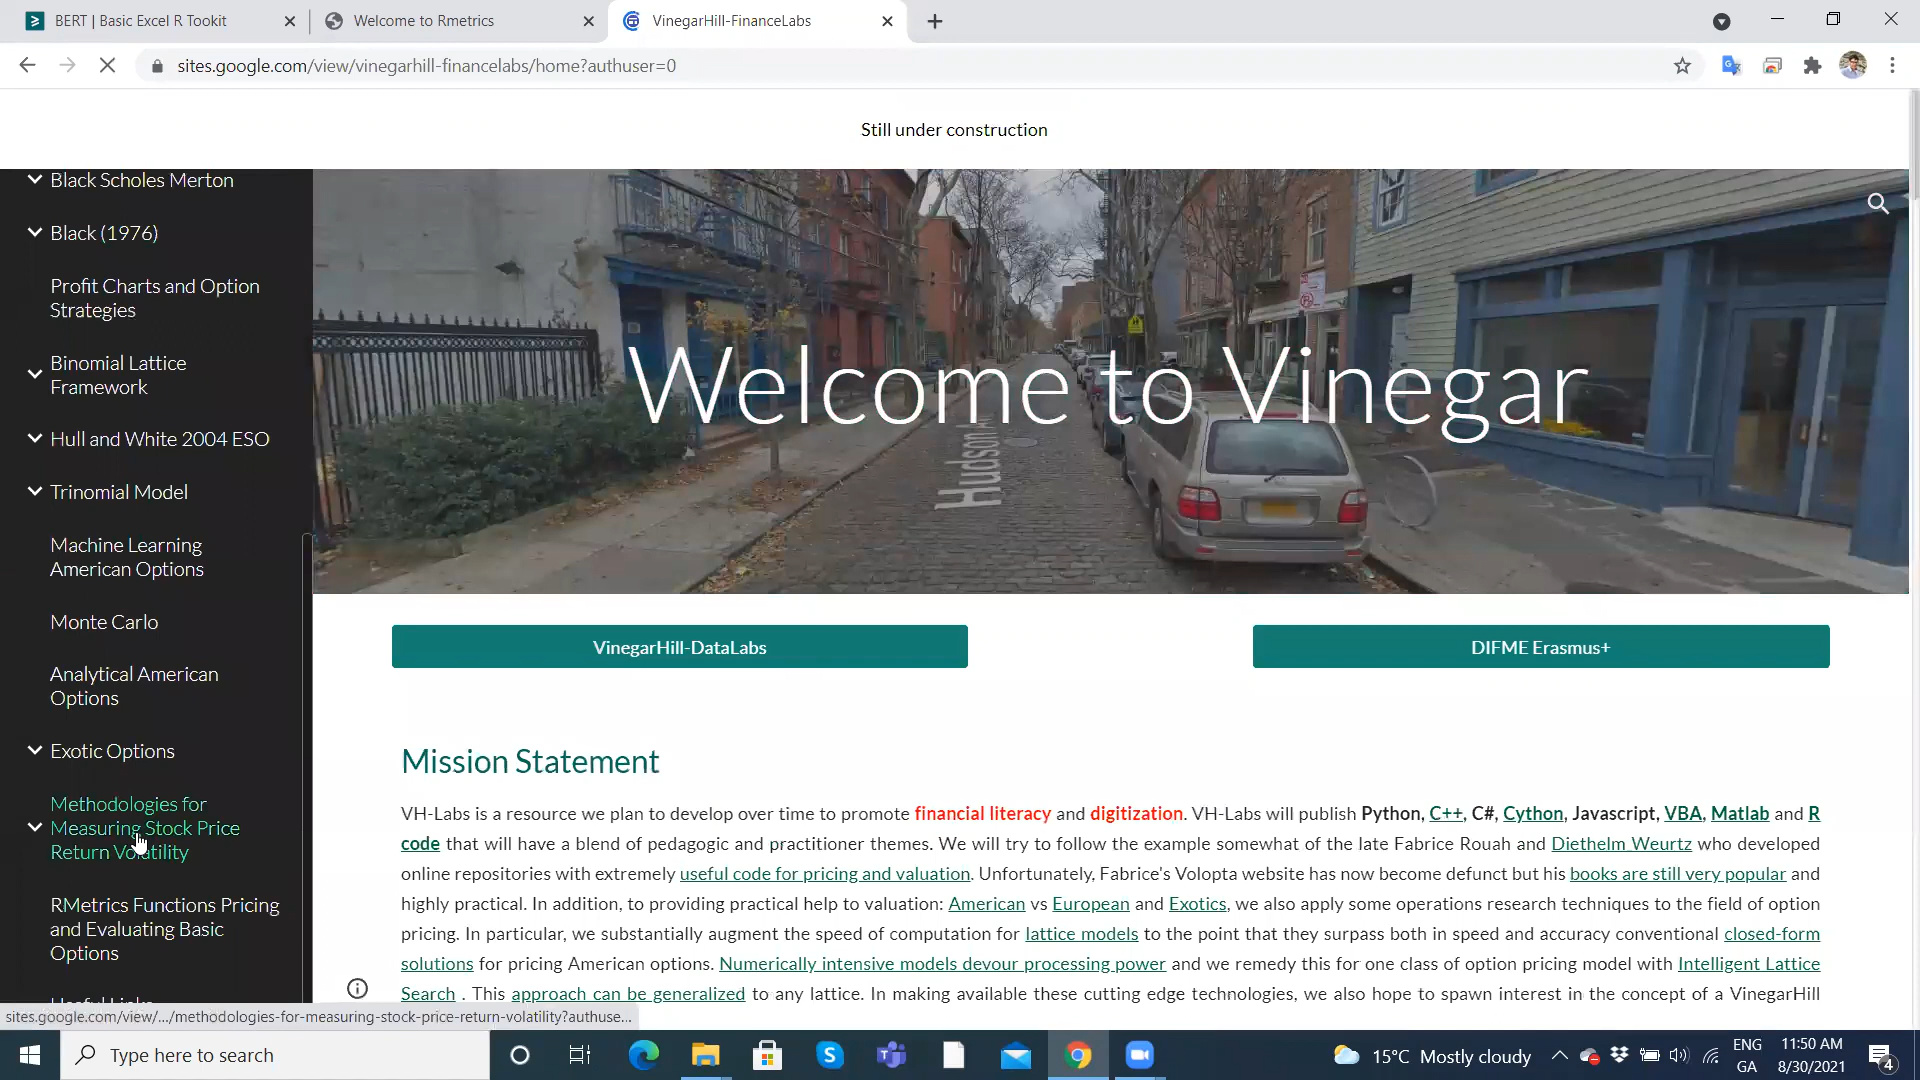 BERT | Basic Excel R Tookit
Welcome to Rmetrics
VinegarHill-FinanceLabs
sites.google.com/view/vinegarhill-financelabs/home?authuser=0
Still under construction
Black Scholes Merton
Black (1976)
Profit Charts and Option
Strategies
Binomial Lattice
Framework
Hull and White 2004 ESO
Trinomial Model
Machine Learning
American Options
Monte Carlo
Analytical American
Options
Exotic Options
Methodologies for
Measuring Stock Price
Return Volatility
RMetrics Functions Pricing
and Evaluating Basic
Options
Useful Links
sites.google.com/view/.../methodologies-for-measuring-stock-price-return-volatility?authuse...
Welcome to Vinegar
Hudson
VinegarHill-DataLabs
DIFME Erasmus+
Mission Statement
VH-Labs is a resource we plan to develop over time to promote financial literacy and digitization. VH-Labs will publish Python, C++, C#, Cython, Javascript, VBA, Matlab and R
code that will have a blend of pedagogic and practitioner themes. We will try to follow the example somewhat of the late Fabrice Rouah and Diethelm Weurtz who developed
online repositories with extremely useful code for pricing and valuation. Unfortunately, Fabrice's Volopta website has now become defunct but his books are still very popular and
highly practical. In addition, to providing practical help to valuation: American vs European and Exotics, we also apply some operations research techniques to the field of option
pricing. In particular, we substantially augment the speed of computation for lattice models to the point that they surpass both in speed and accuracy conventional closed-form
solutions for pricing American options. Numerically intensive models devour processing power and we remedy this for one class of option pricing model with Intelligent Lattice
Search . This approach can be generalized to any lattice. In making available these cutting edge technologies, we also hope to spawn interest in the concept of a VinegarHill
Type here to search
15°C Mostly cloudy
ENG
GA
11:50 AM
8/30/2021
4